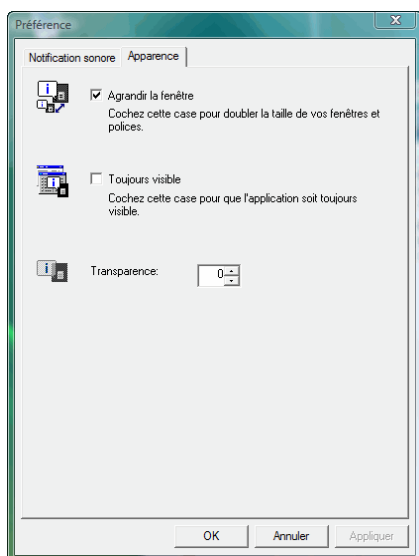 Préférence
Notification sonore
Apparence
Agrandir la fenêtre
Cochez cette case pour doubler la taille de vos fenêtres et
polices.
Toujours visible
Cochez cette case pour que l'application soit toujours
visible.
Transparence: 0
OK Annuler Appliquer